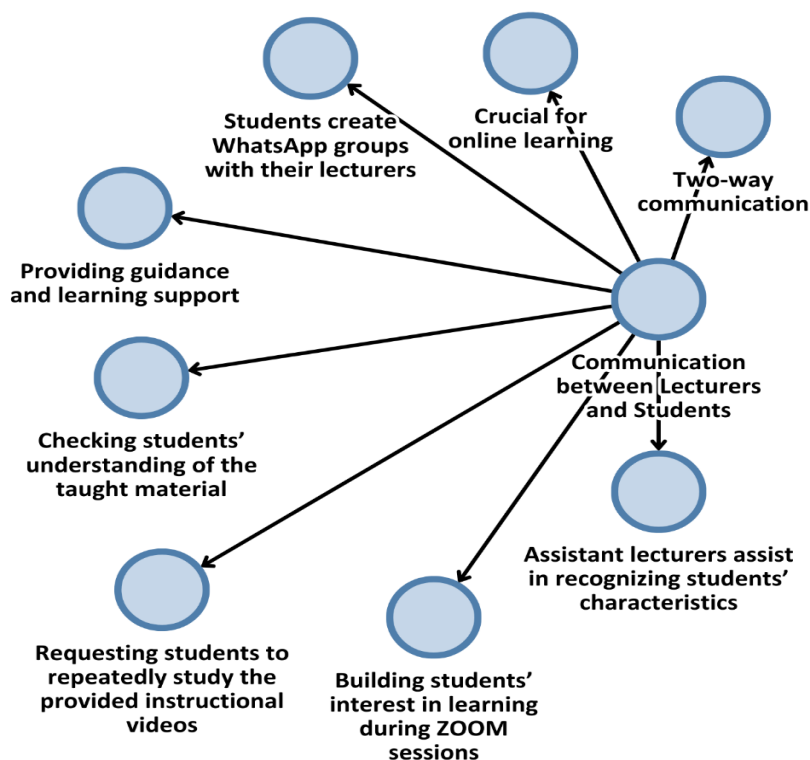 Students create
WhatsApp groups
with their lecturers
Crucial for
online learning
Two-way
communication
Providing guidance
and learning support
Communication
between Lecturers
and Students
Checking students’
understanding of the
taught material
Assistant lecturers assist
in recognizing students’
characteristics
Requesting students to
repeatedly study the
provided instructional
videos
Building students’
interest in learning
during ZOOM
sessions